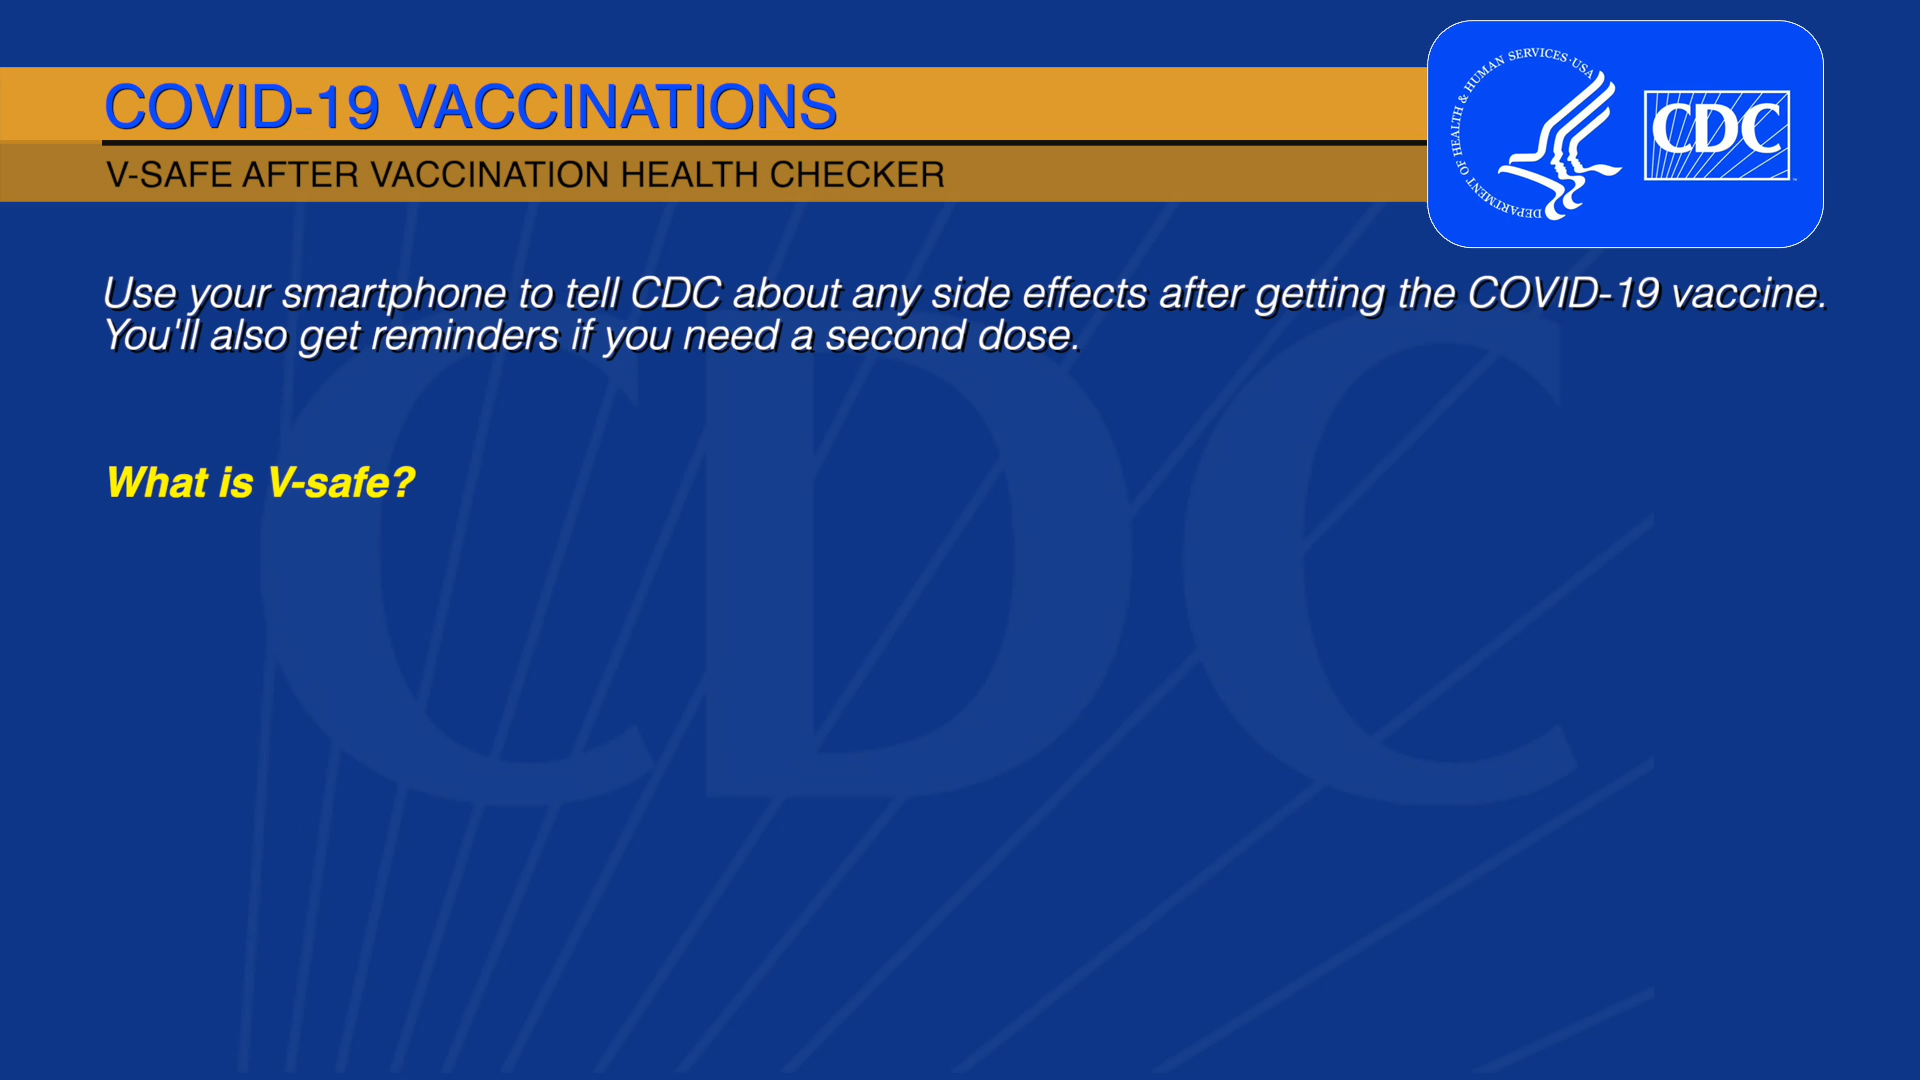 COVID-19 VACCINATIONS
V-SAFE AFTER VACCINATION HEALTH CHECKER
DEPARTMENT OF HEALTH & HUMAN SERVICES·USA
CDC
Use your smartphone to tell CDC about any side effects after getting the COVID-19 vaccine.
You'll also get reminders if you need a second dose.
What is V-safe?
CDC